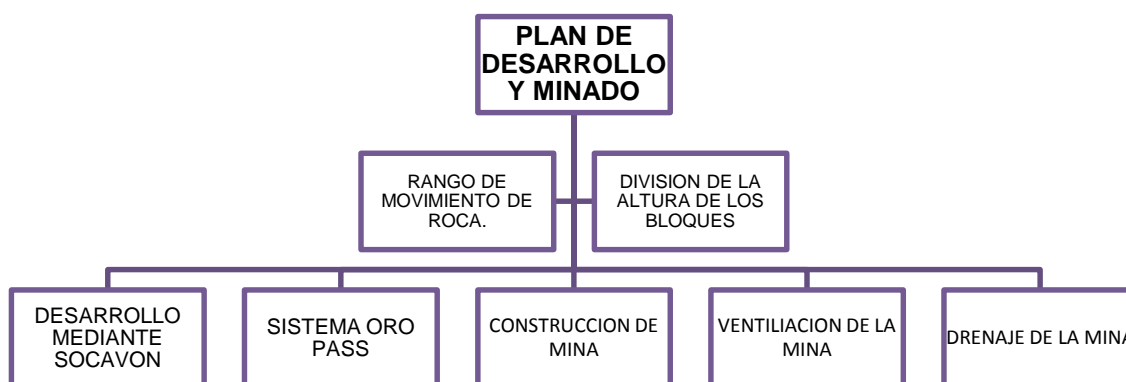 PLAN DE
DESARROLLO
Y MINADO
RANGO DE
MOVIMIENTO DE
ROCA.
DIVISION DE LA
ALTURA DE LOS
BLOQUES
DESARROLLO
MEDIANTE
SOCAVON
SISTEMA ORO
PASS
CONSTRUCCION DE
MINA
VENTILIACION DE LA
MINA
DRENAJE DE LA MINA